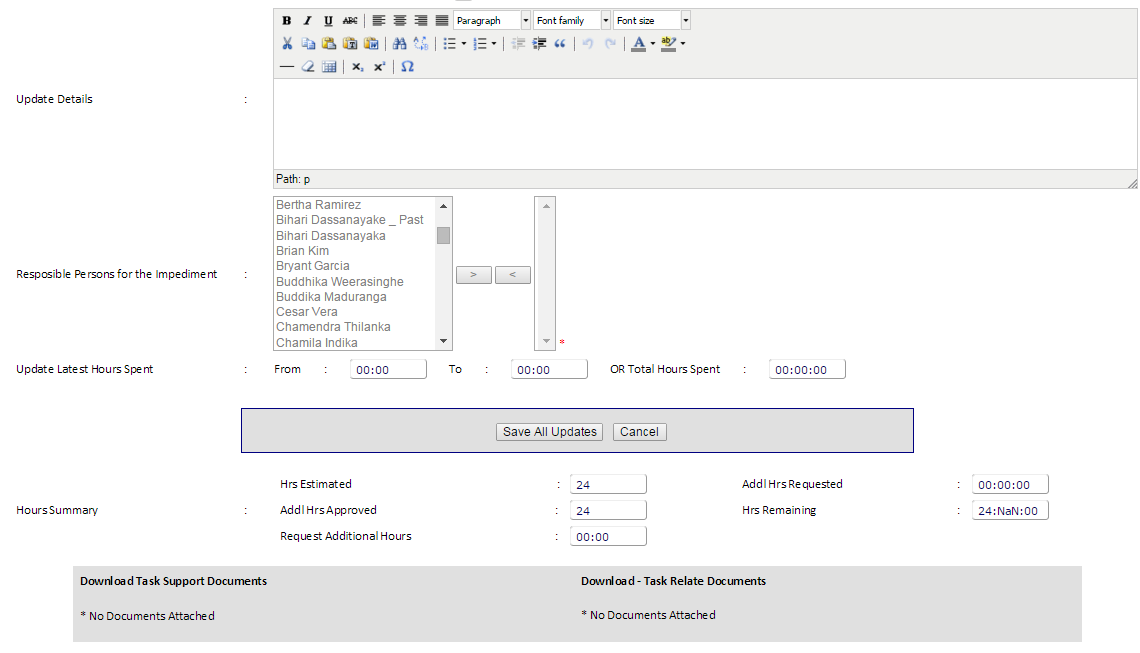 B I U ABC Paragraph Font family Font size
A ab
x, x² Ω
Update Details :
Path: p
Bertha Ramirez
Bihari Dassanayake _ Past
Bihari Dassanayaka
Brian Kim
Bryant Garcia
Buddhika Weerasinghe
Buddika Maduranga
Cesar Vera
Chamendra Thilanka
Chamila Indika
Resposible Persons for the Impediment : > < *
Update Latest Hours Spent : From : 00:00 To : 00:00 OR Total Hours Spent : 00:00:00
Save All Updates Cancel
Hrs Estimated : 24 Addl Hrs Requested : 00:00:00
Hours Summary : Addl Hrs Approved : 24 Hrs Remaining : 24:NaN:00
Request Additional Hours : 00:00
Download Task Support Documents Download - Task Relate Documents
* No Documents Attached * No Documents Attached